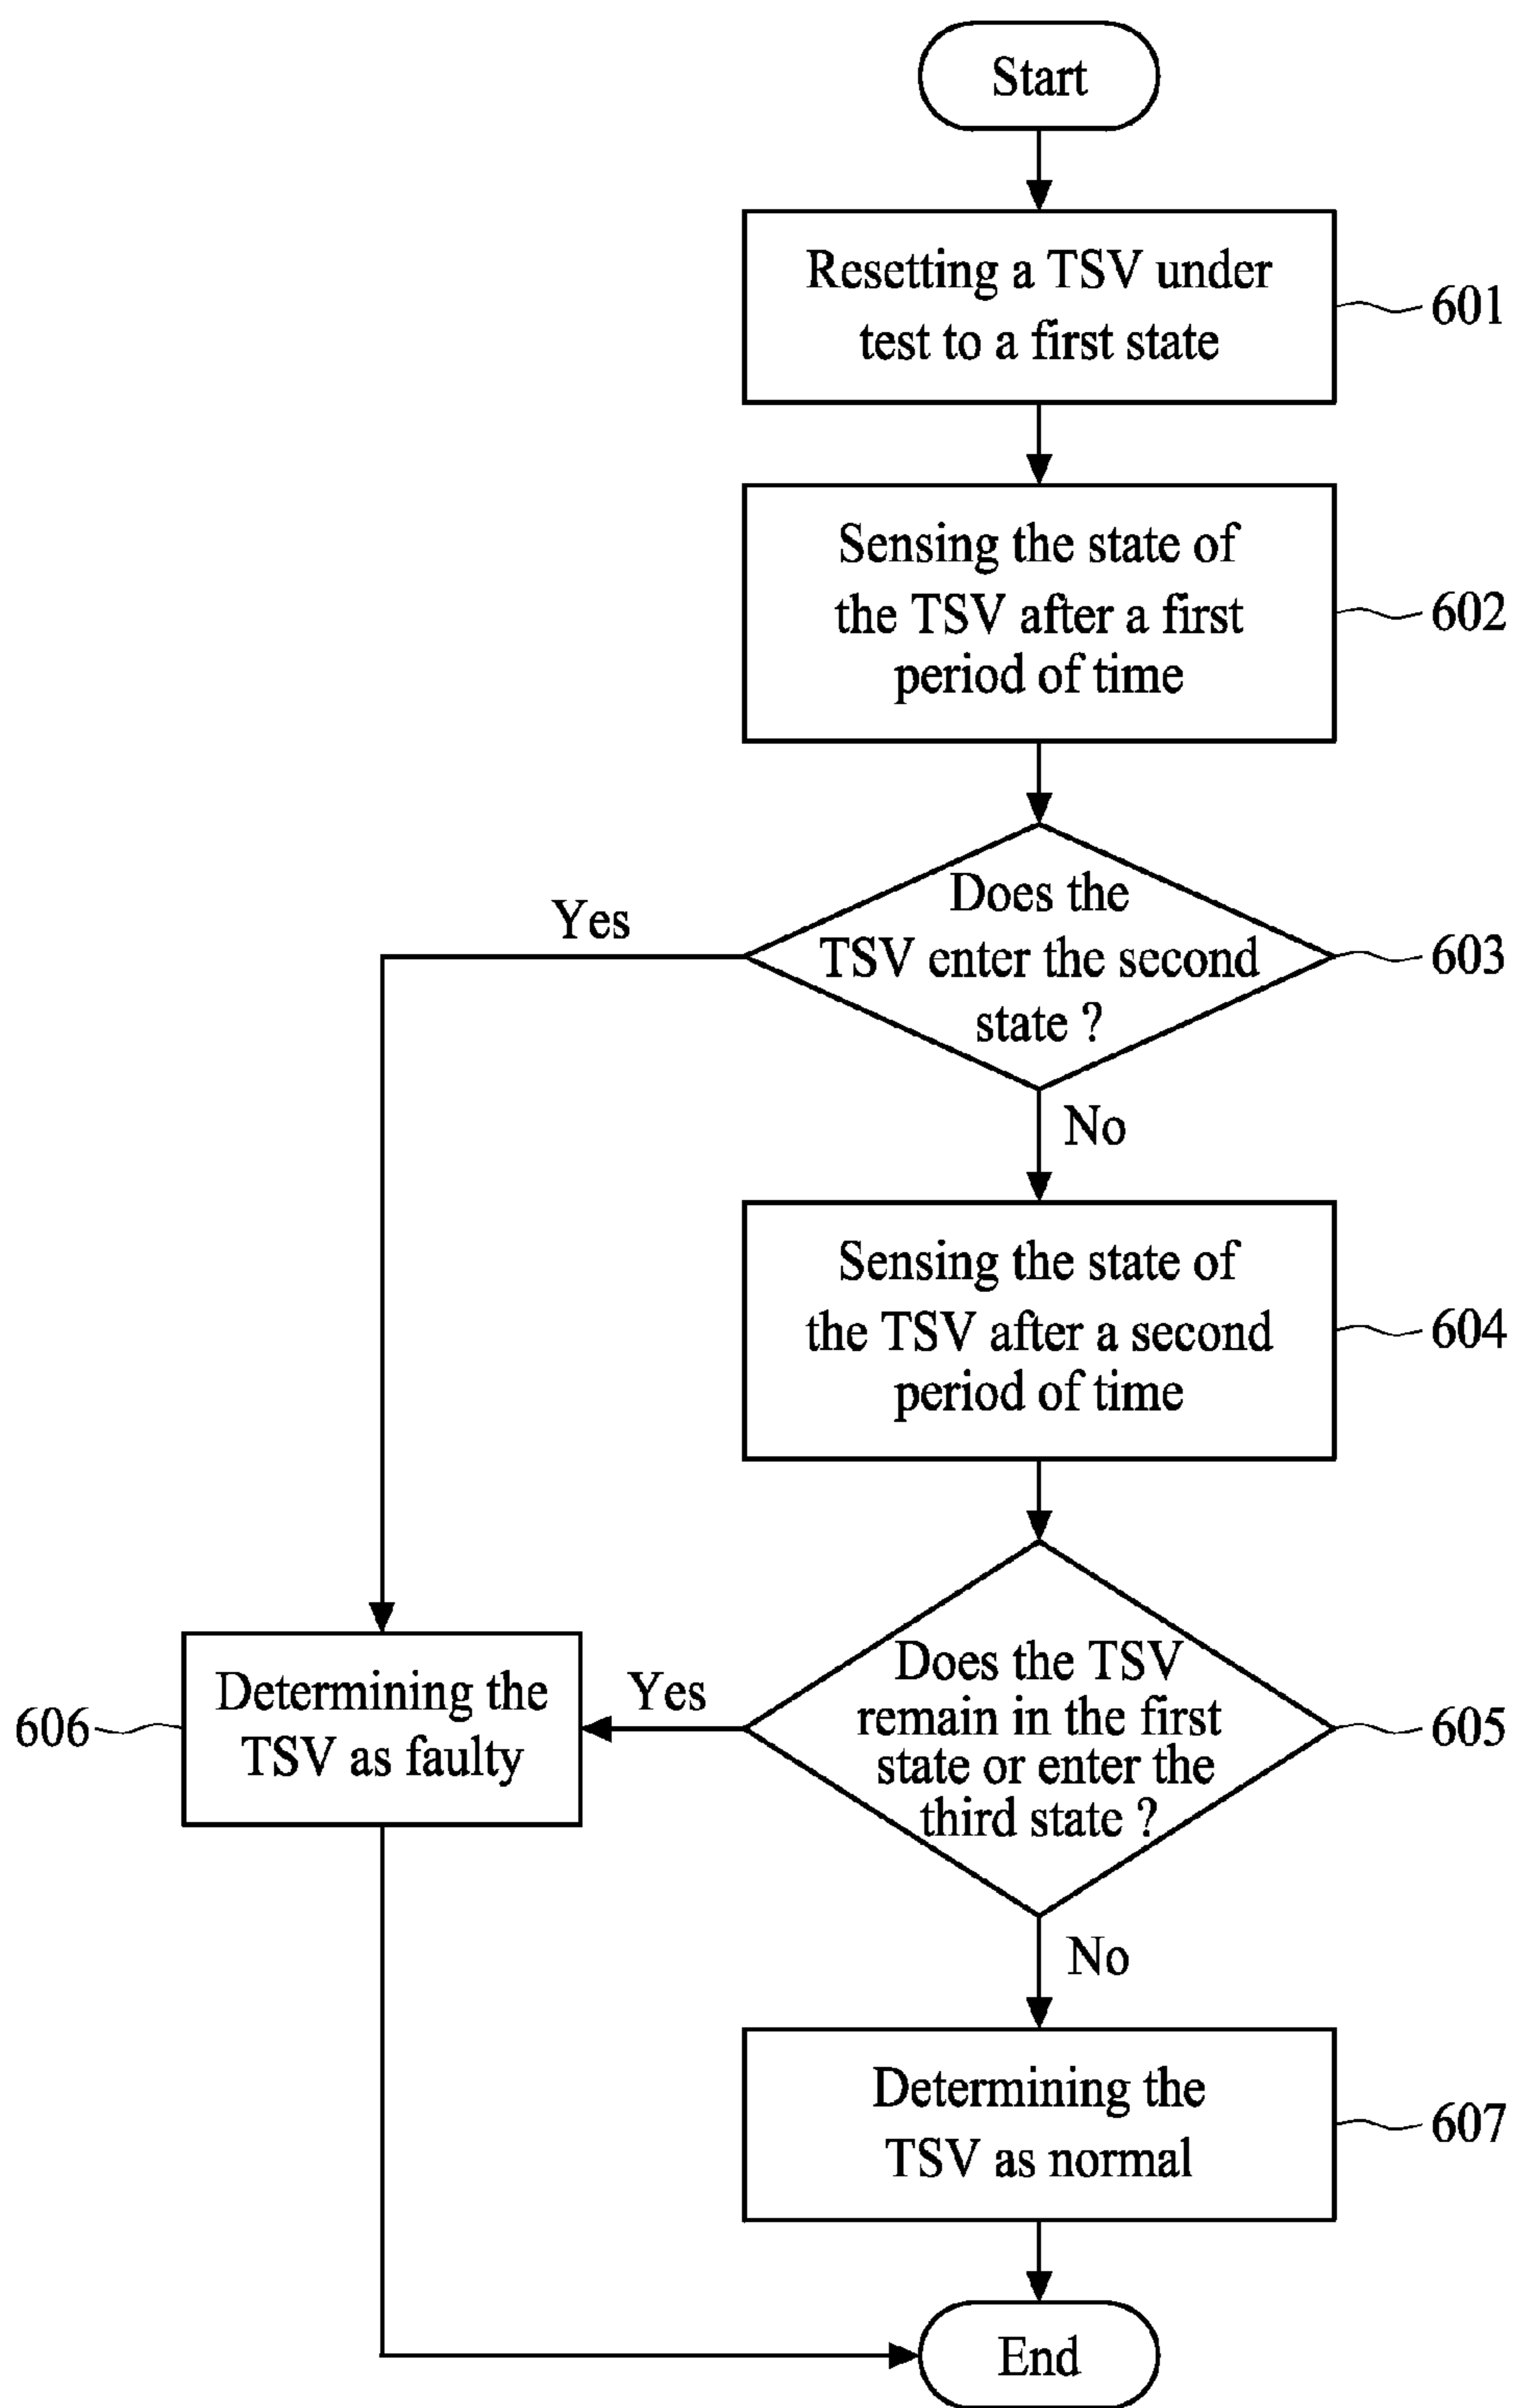 Start
Resetting a TSV under
test to a first state
601
Sensing the state of
the TSV after a first
period of time
602
Does the
TSV enter the second
state ?
603
Yes
No
Sensing the state of
the TSV after a second
period of time
604
Does the TSV
remain in the first
state or enter the
third state ?
605
Yes
Determining the
TSV as faulty
606
No
Determining the
TSV as normal
607
End